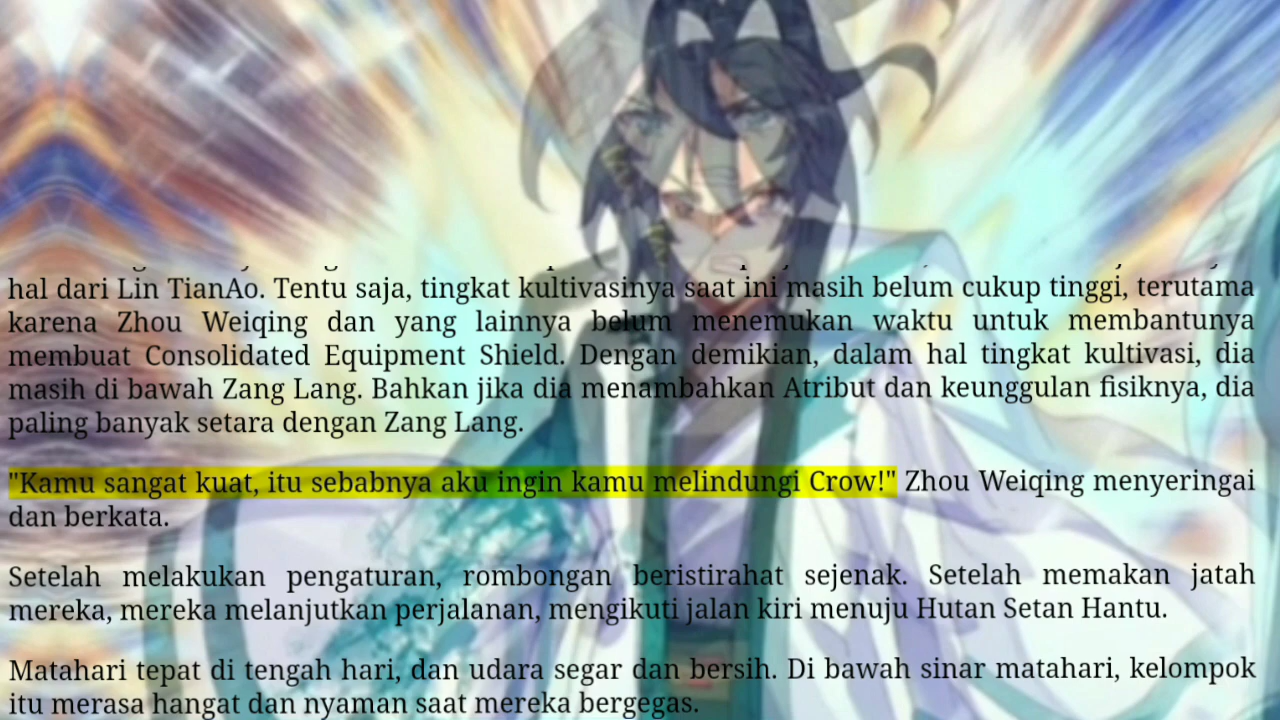 hal dari Lin TianAo. Tentu saja, tingkat kultivasinya saat ini masih belum cukup tinggi, terutama
karena Zhou Weiqing dan yang lainnya belum menemukan waktu untuk membantunya
membuat Consolidated Equipment Shield. Dengan demikian, dalam hal tingkat kultivasi, dia
masih di bawah Zang Lang. Bahkan jika dia menambahkan Atribut dan keunggulan fisiknya, dia
paling banyak setara dengan Zang Lang.
"Kamu sangat kuat, itu sebabnya aku ingin kamu melindungi Crow!" Zhou Weiqing menyeringai
dan berkata.
Setelah melakukan pengaturan, rombongan beristirahat sejenak. Setelah memakan jatah
mereka, mereka melanjutkan perjalanan, mengikuti jalan kiri menuju Hutan Setan Hantu.
Matahari tepat di tengah hari, dan udara segar dan bersih. Di bawah sinar matahari, kelompok
itu merasa hangat dan nyaman saat mereka bergegas.